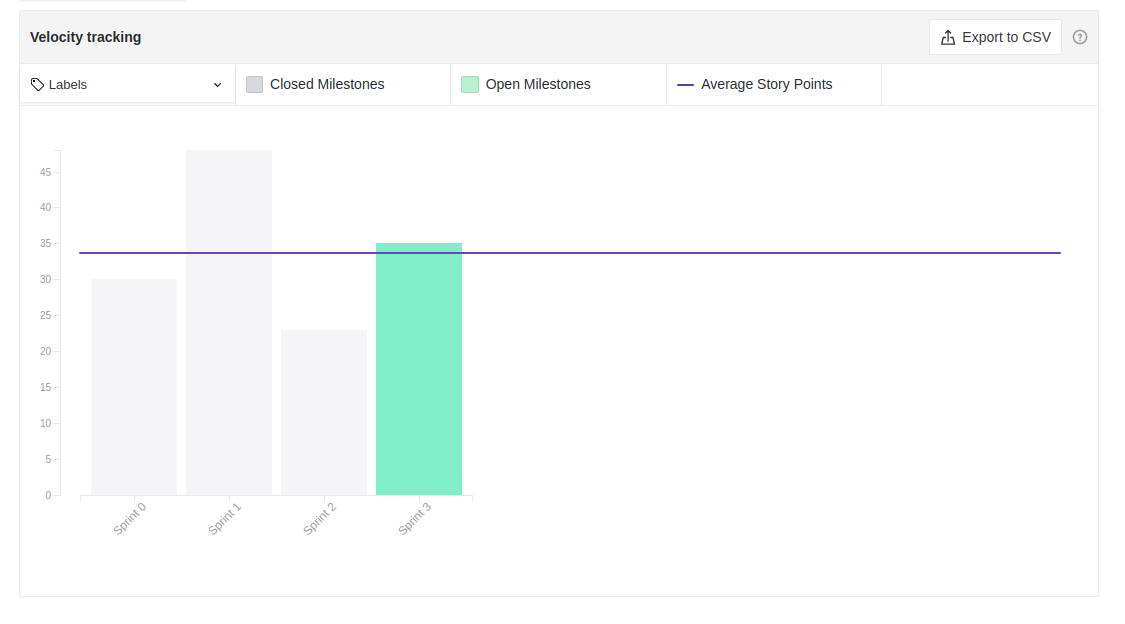 Velocity tracking
Export to CSV
?
Labels
Closed Milestones
Open Milestones
Average Story Points
45
40
35
30
25
20
15
10
5
0
Sprint 0
Sprint 1
Sprint 2
Sprint 3